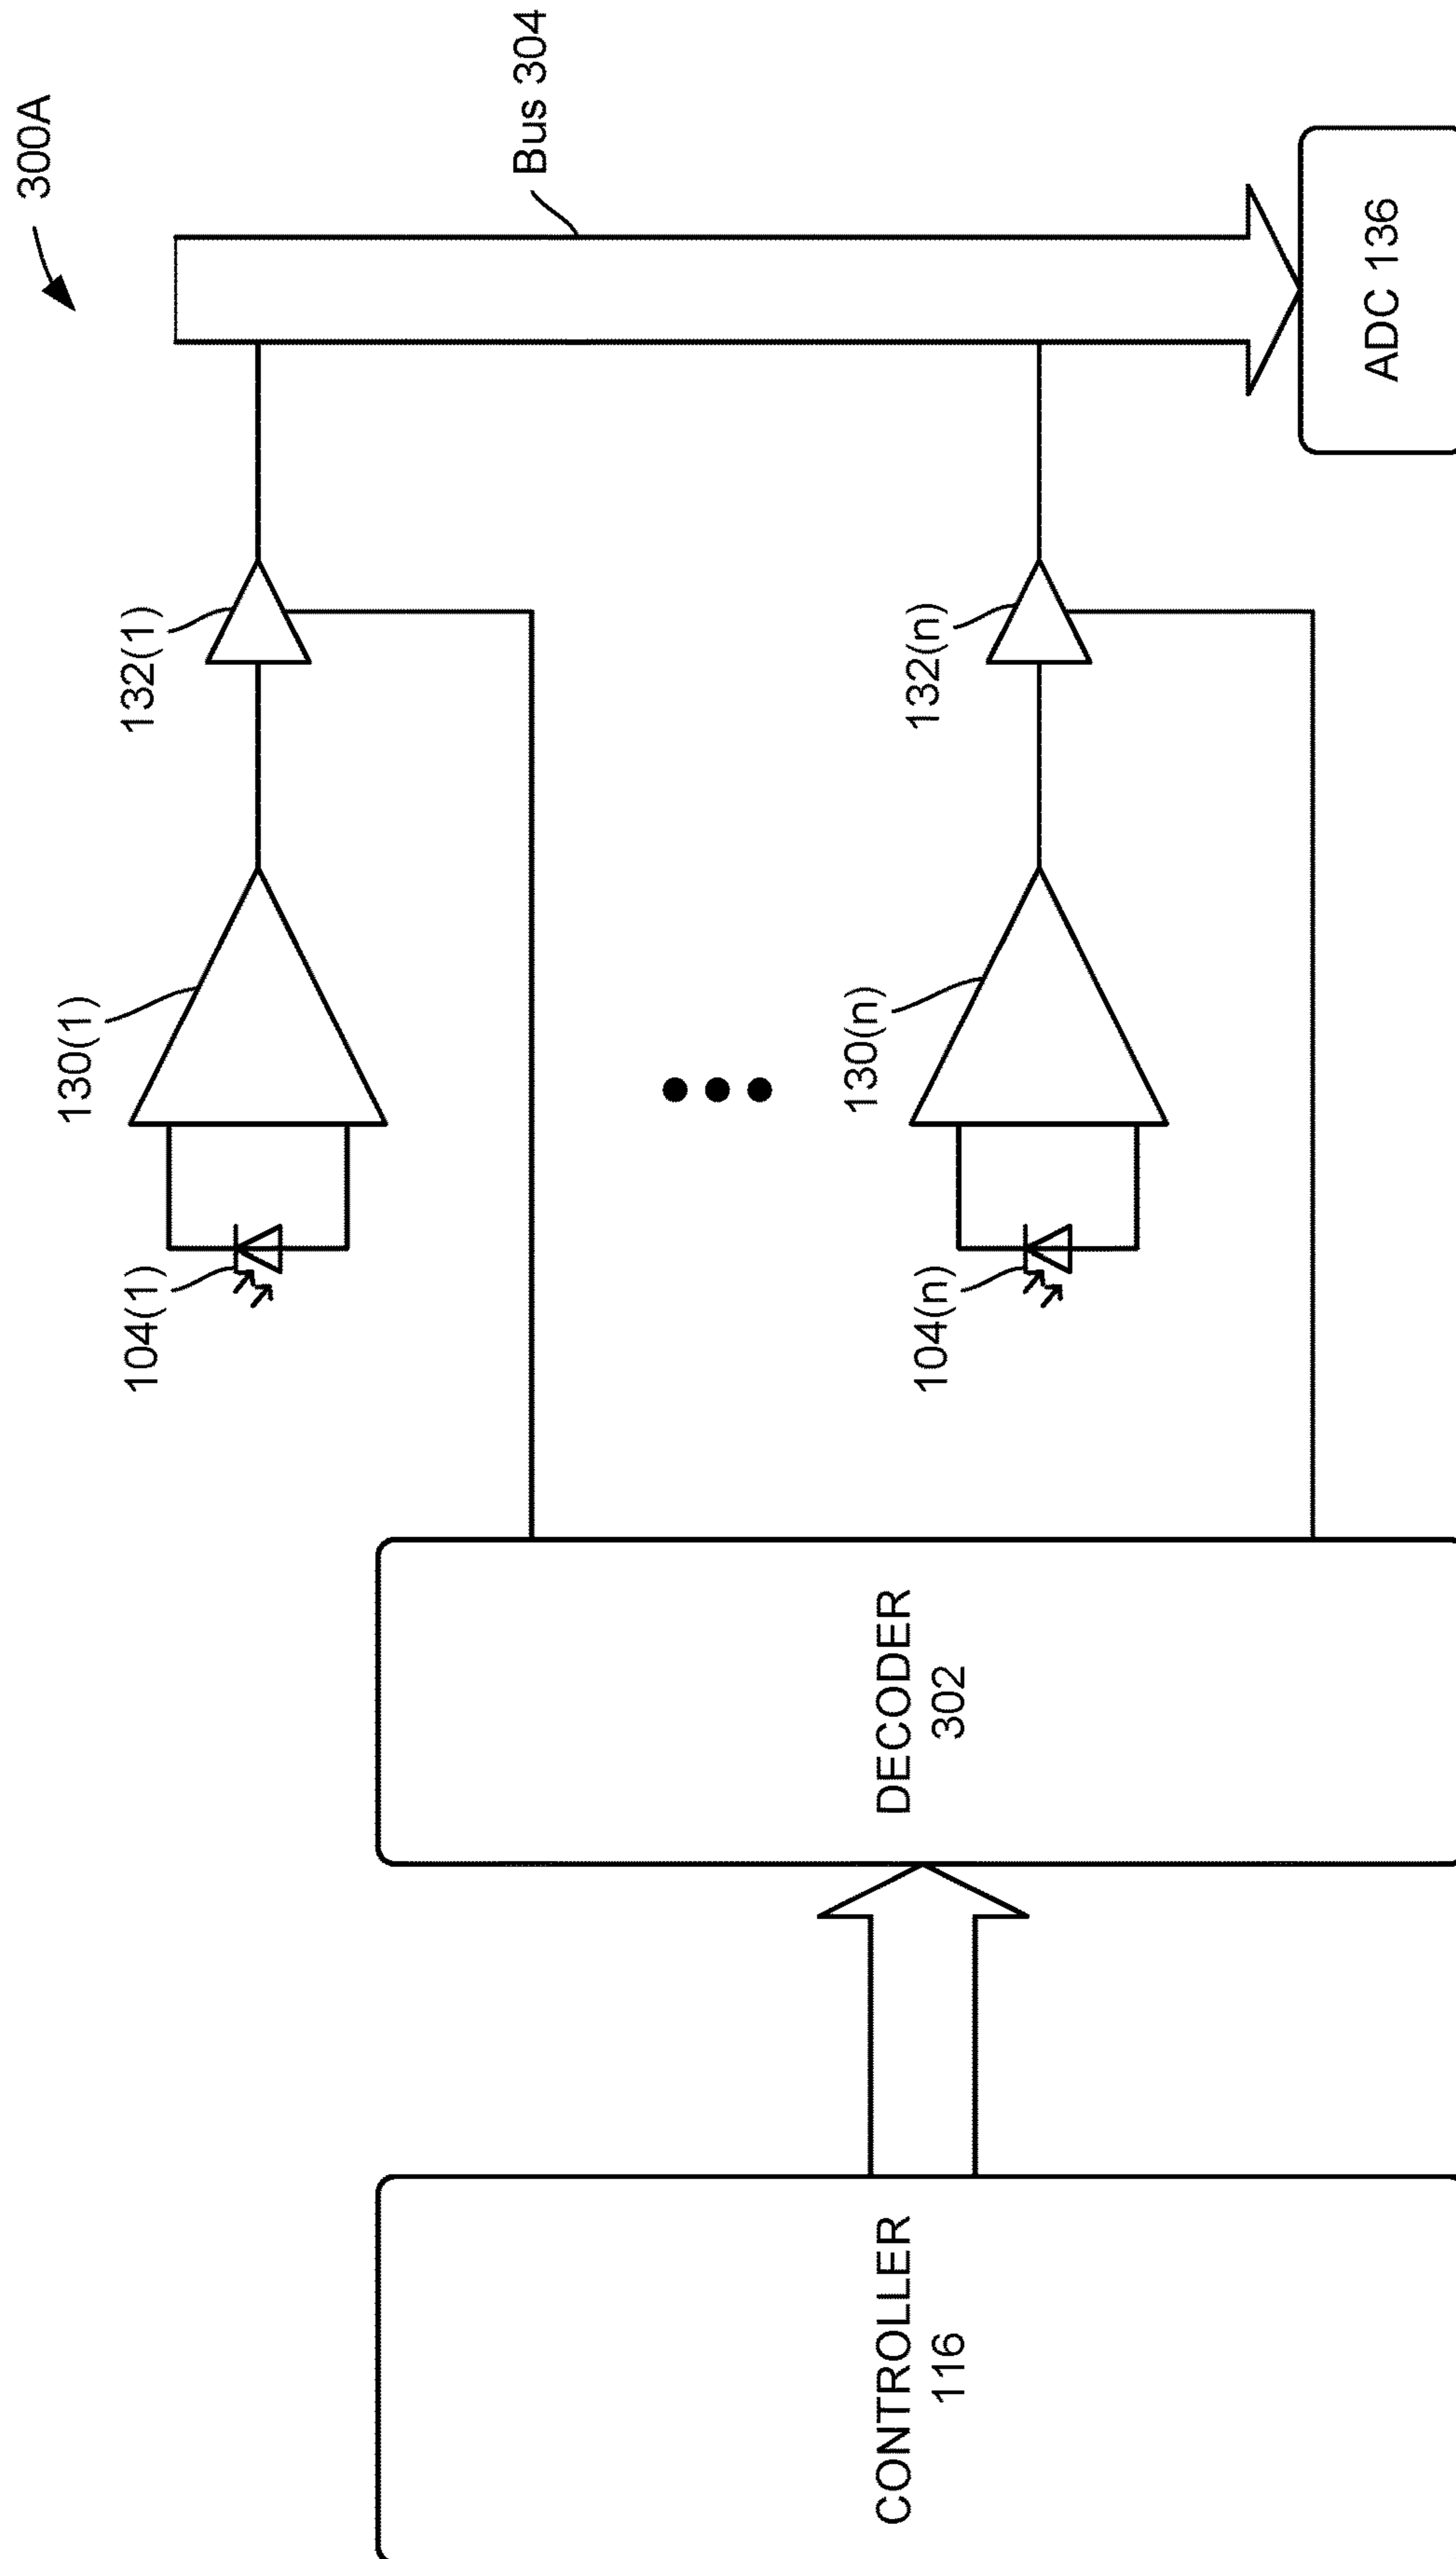 300A
Bus 304
132(1)
130(1)
104(1)
132(n)
130(n)
104(n)
CONTROLLER
116
DECODER
302
ADC 136